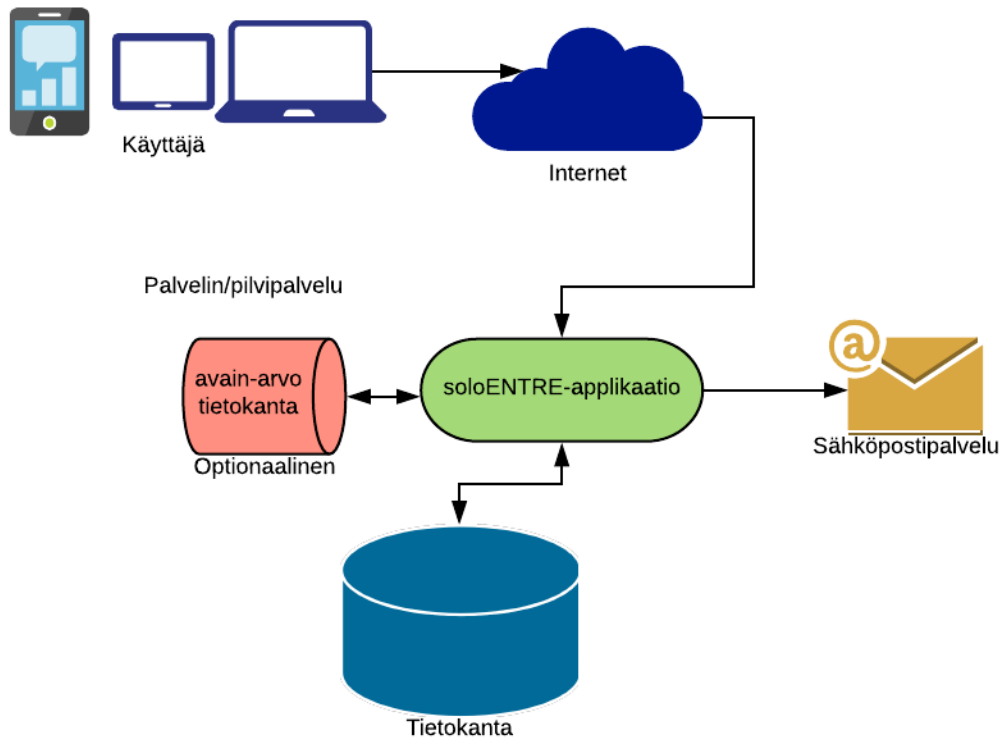 Käyttäjä
Internet
Palvelin/pilvipalvelu
avain-arvo
tietokanta
Optionaalinen
soloENTRE-applikaatio
@
Sähköpostipalvelu
Tietokanta